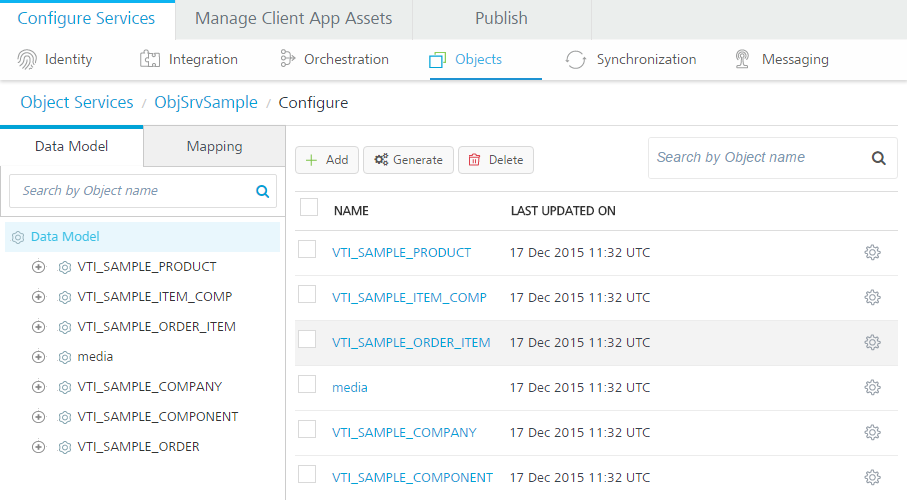 Configure Services Manage Client App Assets Publish
Identity Integration Orchestration Objects Synchronization Messaging
Object Services / ObjSrvSample / Configure
Data Model Mapping
Search by Object name
Data Model
VTI_SAMPLE_PRODUCT
VTI_SAMPLE_ITEM_COMP
VTI_SAMPLE_ORDER_ITEM
media
VTI_SAMPLE_COMPANY
VTI_SAMPLE_COMPONENT
VTI_SAMPLE_ORDER
Add Generate Delete Search by Object name
NAME LAST UPDATED ON
VTI_SAMPLE_PRODUCT 17 Dec 2015 11:32 UTC
VTI_SAMPLE_ITEM_COMP 17 Dec 2015 11:32 UTC
VTI_SAMPLE_ORDER_ITEM 17 Dec 2015 11:32 UTC
media 17 Dec 2015 11:32 UTC
VTI_SAMPLE_COMPANY 17 Dec 2015 11:32 UTC
VTI_SAMPLE_COMPONENT 17 Dec 2015 11:32 UTC